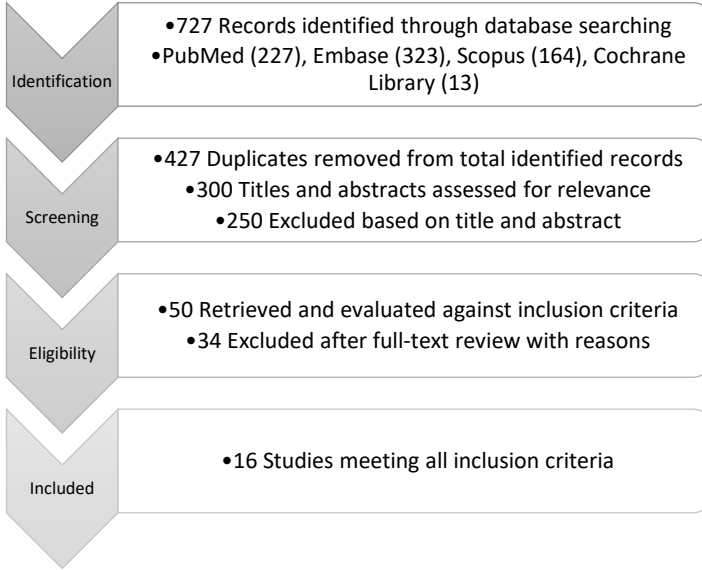 Identification
•727 Records identified through database searching
•PubMed (227), Embase (323), Scopus (164), Cochrane
Library (13)
Screening
•427 Duplicates removed from total identified records
•300 Titles and abstracts assessed for relevance
•250 Excluded based on title and abstract
Eligibility
•50 Retrieved and evaluated against inclusion criteria
•34 Excluded after full-text review with reasons
Included
•16 Studies meeting all inclusion criteria